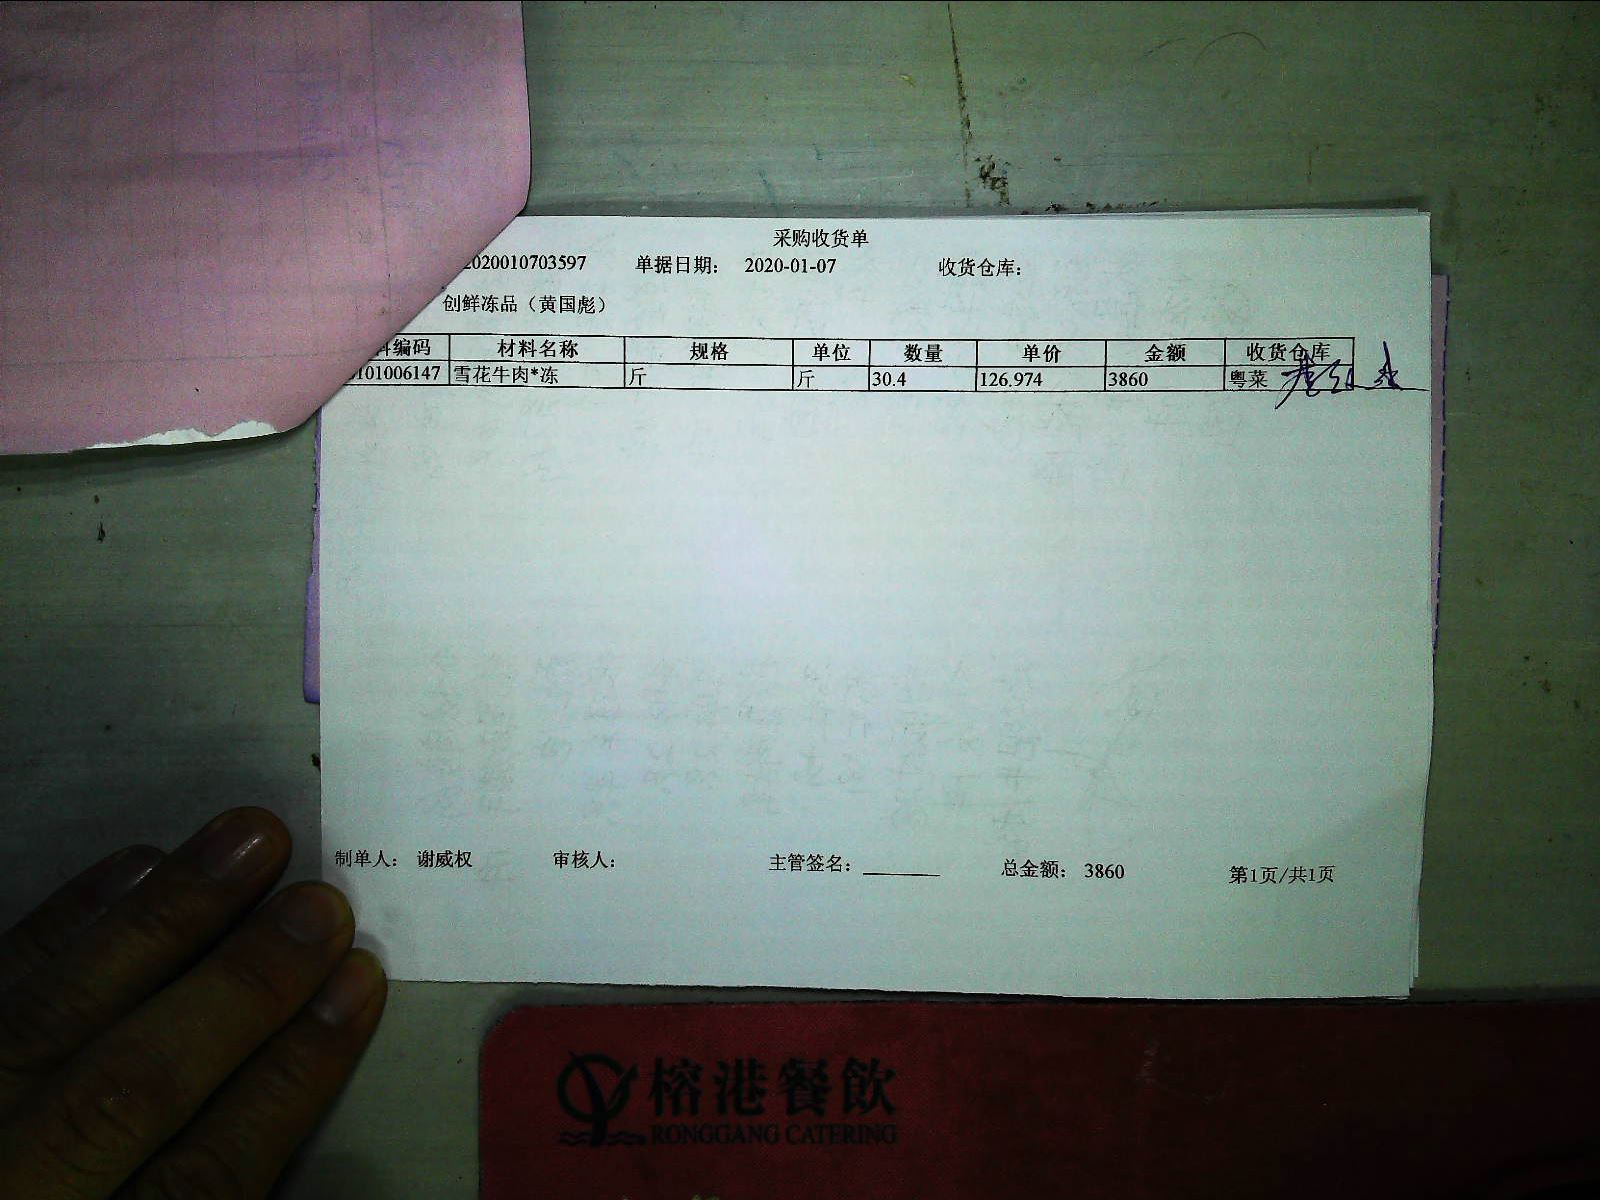 采购收货单
2020010703597 单据日期： 2020-01-07 收货仓库：
创鲜冻品（黄国彪）
编码 材料名称 规格 单位 数量 单价 金额 收货仓库
101006147 雪花牛肉*冻 斤 斤 30.4 126.974 3860 粤菜
制单人： 谢威权 审核人： 主管签名： 总金额： 3860 第1页/共1页
榕港餐飲
RONGGANG CATERING